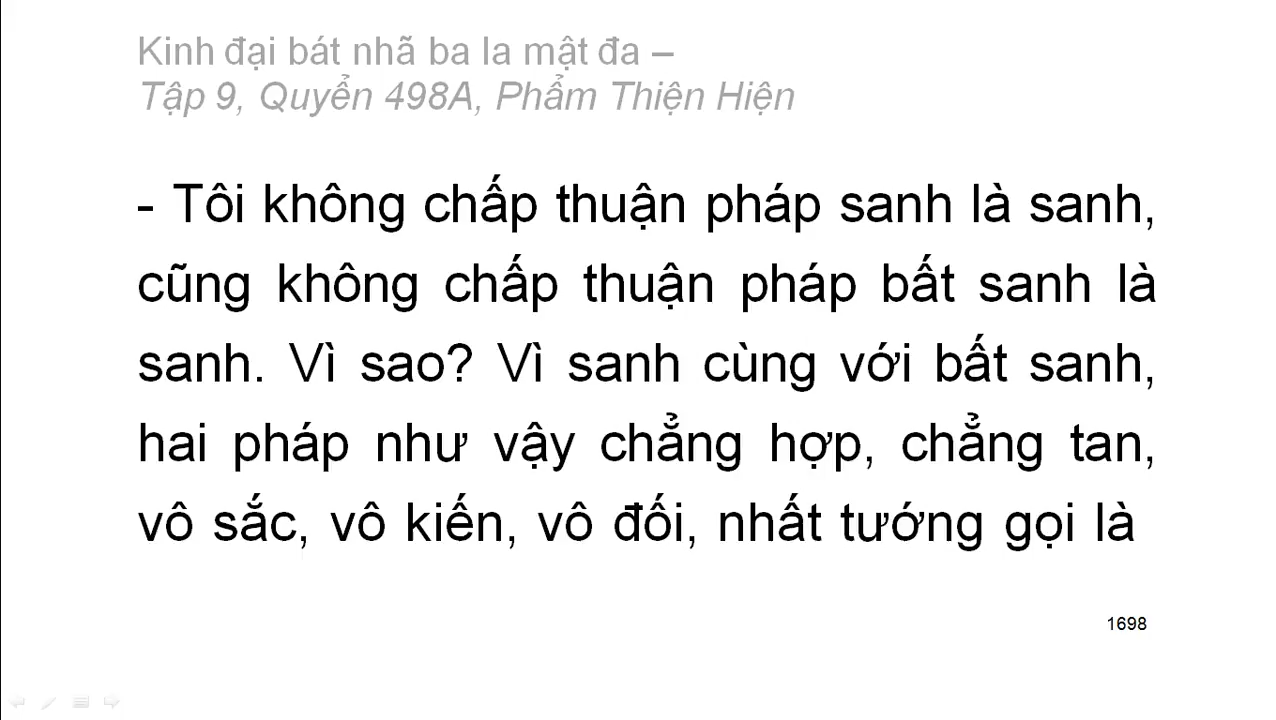 Kinh đại bát nhã ba la mật đa –
Tập 9, Quyển 498A, Phẩm Thiện Hiện
- Tôi không chấp thuận pháp sanh là sanh,
cũng không chấp thuận pháp bất sanh là
sanh. Vì sao? Vì sanh cùng với bất sanh,
hai pháp như vậy chẳng hợp, chẳng tan,
vô sắc, vô kiến, vô đối, nhất tướng gọi là
1698